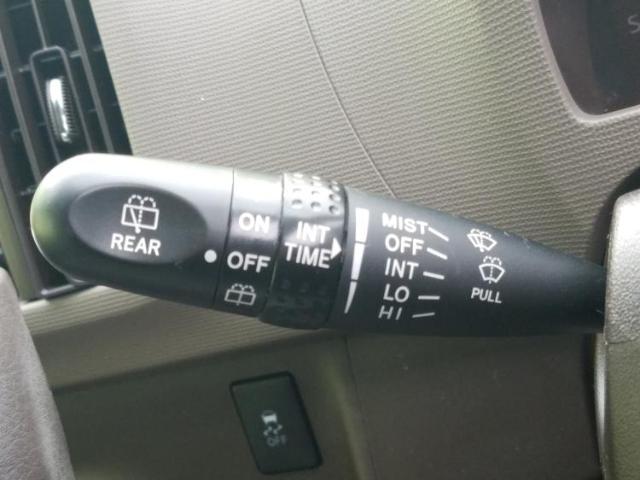 REAR
ON
OFF
INT
TIME
MIST
OFF
INT
LO
HI
PULL
OFF